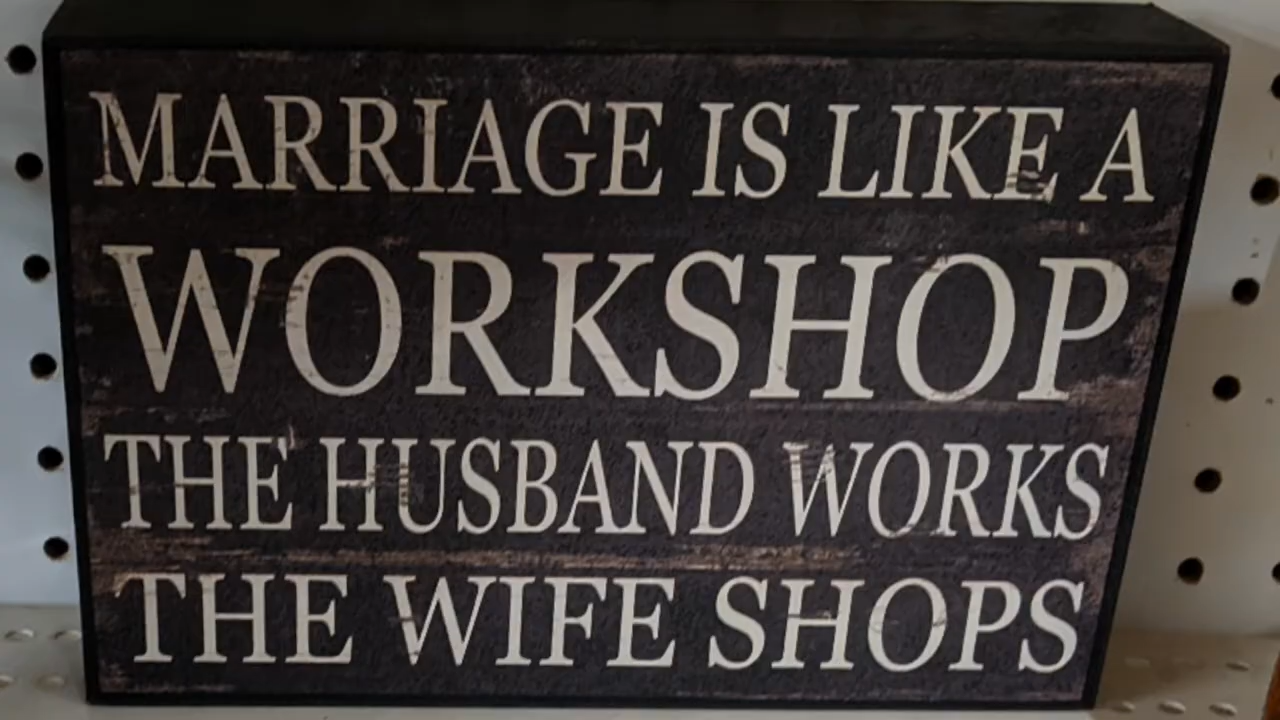 MARRIAGE IS LIKE A
WORKSHOP
THE HUSBAND WORKS
THE WIFE SHOPS